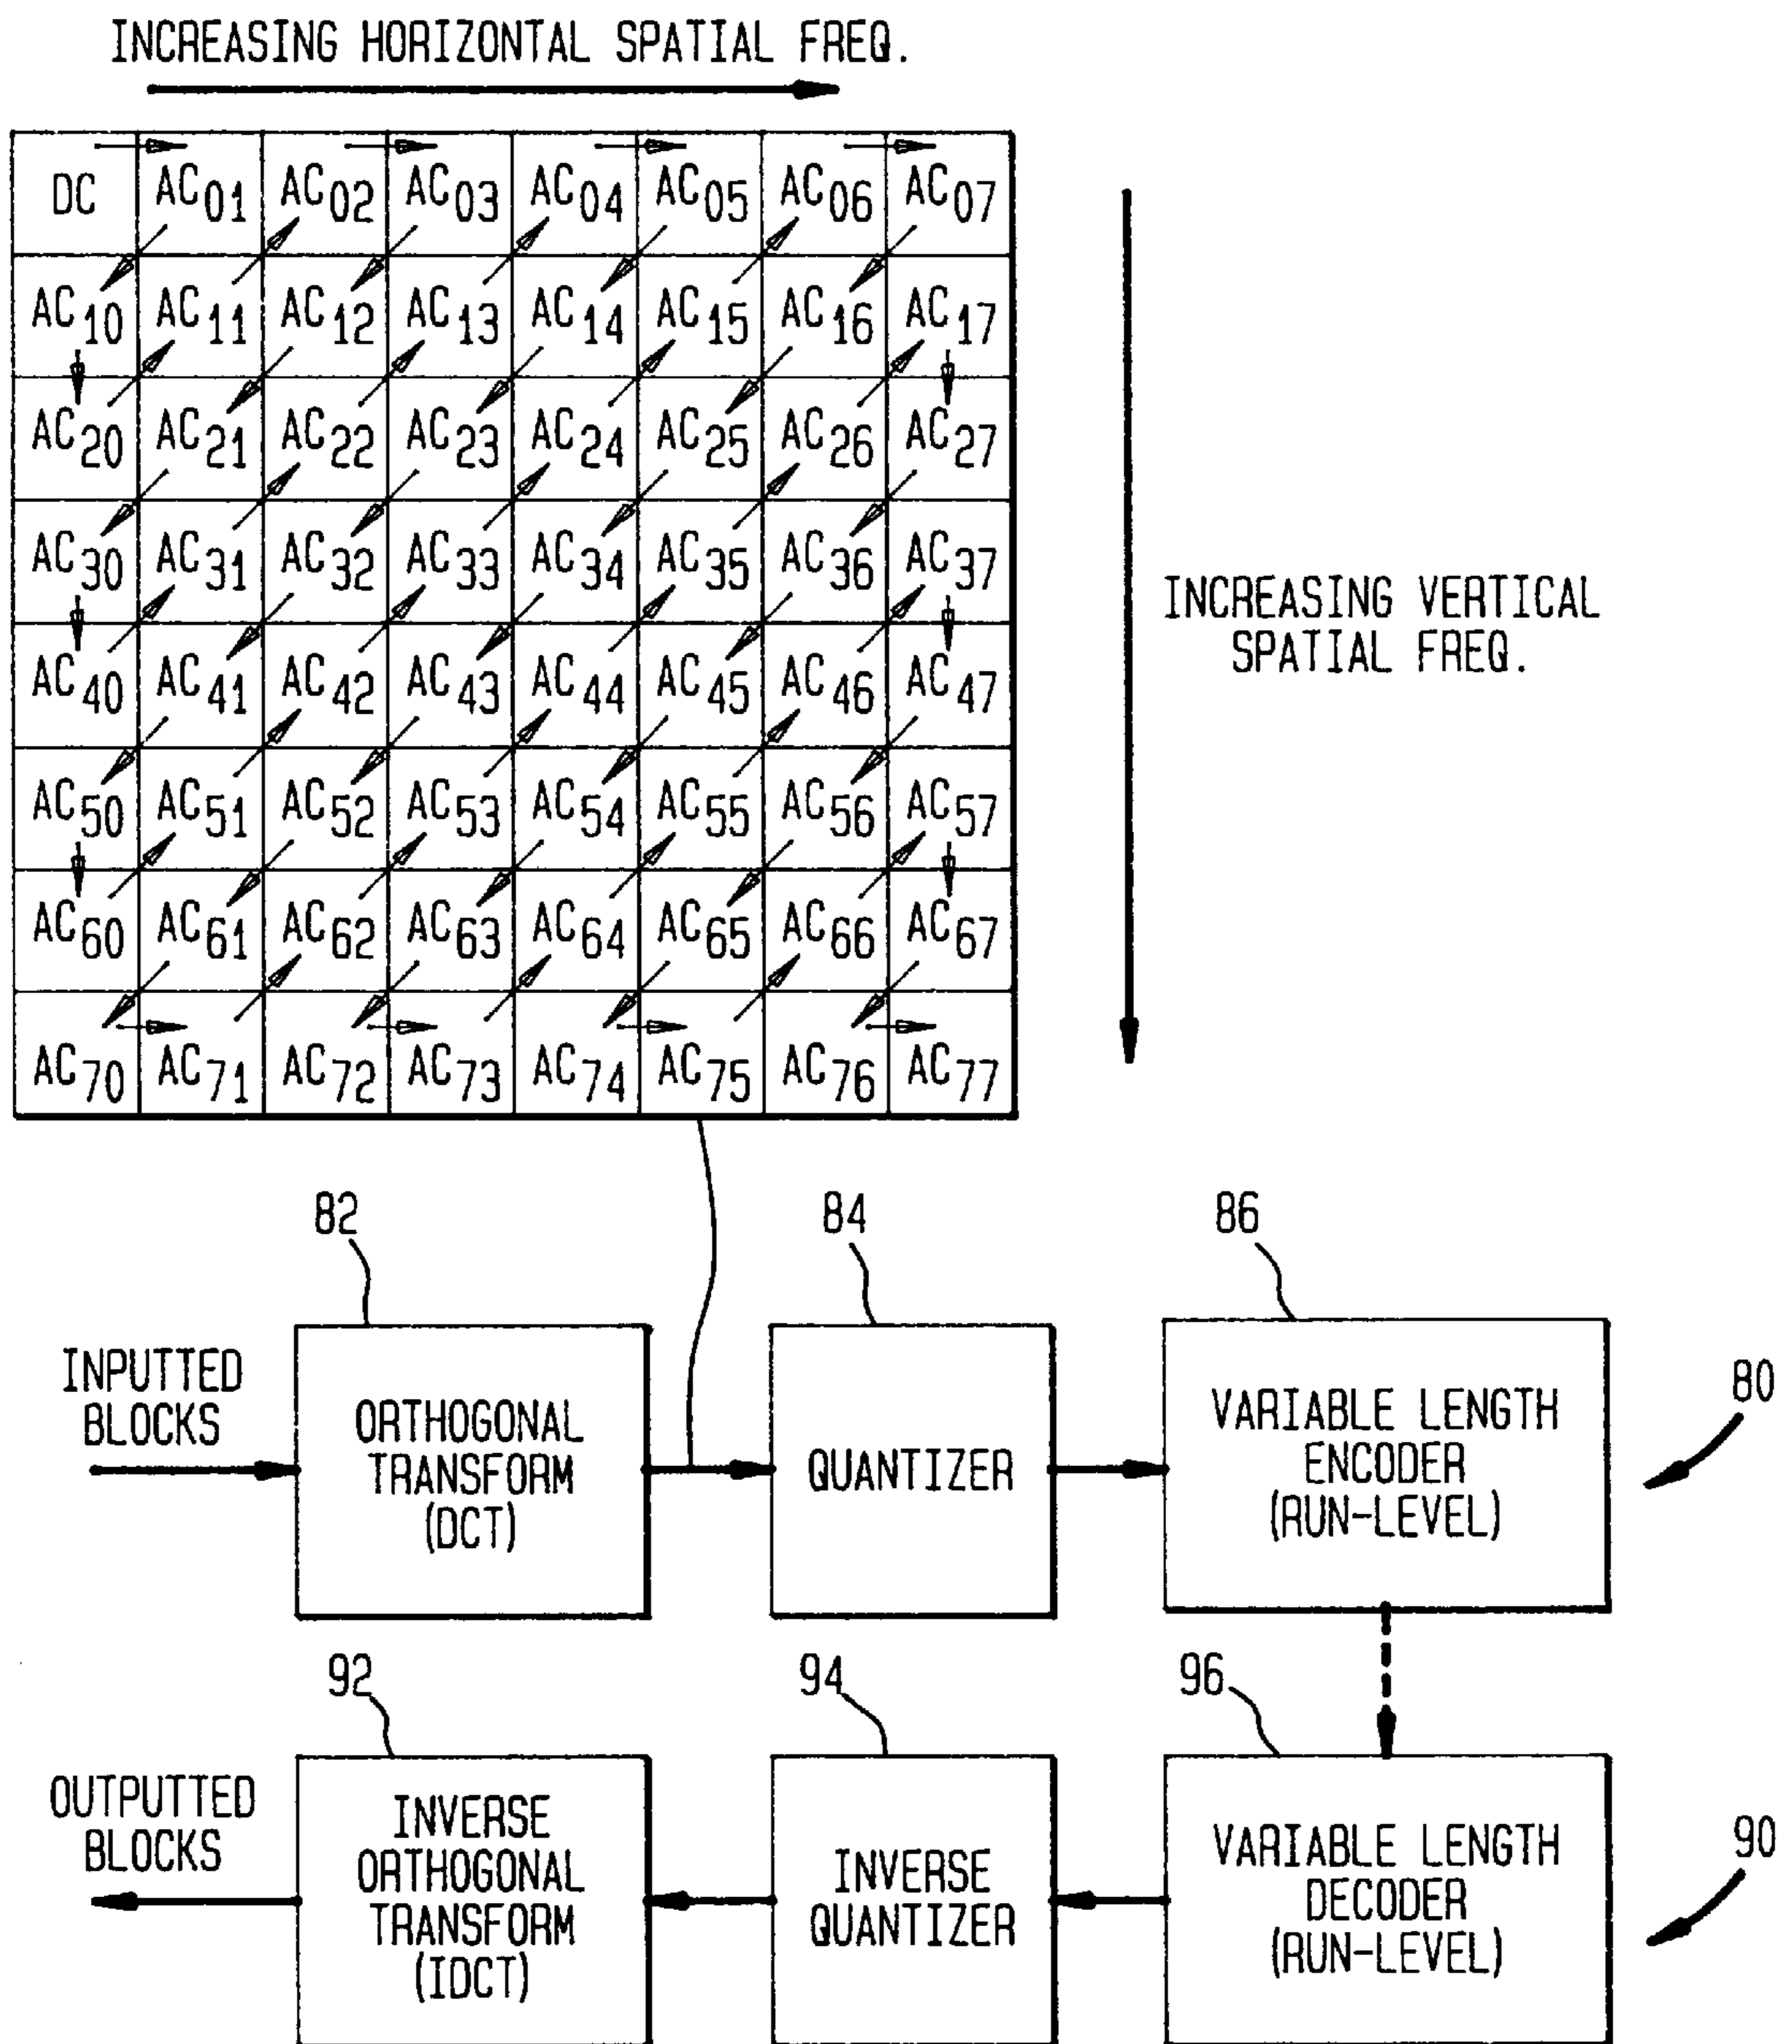 INCREASING HORIZONTAL SPATIAL FREQ.
DC AC01 AC02 AC03 AC04 AC05 AC06 AC07
AC10 AC11 AC12 AC13 AC14 AC15 AC16 AC17
AC20 AC21 AC22 AC23 AC24 AC25 AC26 AC27
AC30 AC31 AC32 AC33 AC34 AC35 AC36 AC37
AC40 AC41 AC42 AC43 AC44 AC45 AC46 AC47
AC50 AC51 AC52 AC53 AC54 AC55 AC56 AC57
AC60 AC61 AC62 AC63 AC64 AC65 AC66 AC67
AC70 AC71 AC72 AC73 AC74 AC75 AC76 AC77
INCREASING VERTICAL
SPATIAL FREQ.
82
84
86
INPUTTED
BLOCKS
ORTHOGONAL
TRANSFORM
(DCT)
QUANTIZER
VARIABLE LENGTH
ENCODER
(RUN-LEVEL)
80
92
94
96
OUTPUTTED
BLOCKS
INVERSE
ORTHOGONAL
TRANSFORM
(IDCT)
INVERSE
QUANTIZER
VARIABLE LENGTH
DECODER
(RUN-LEVEL)
90